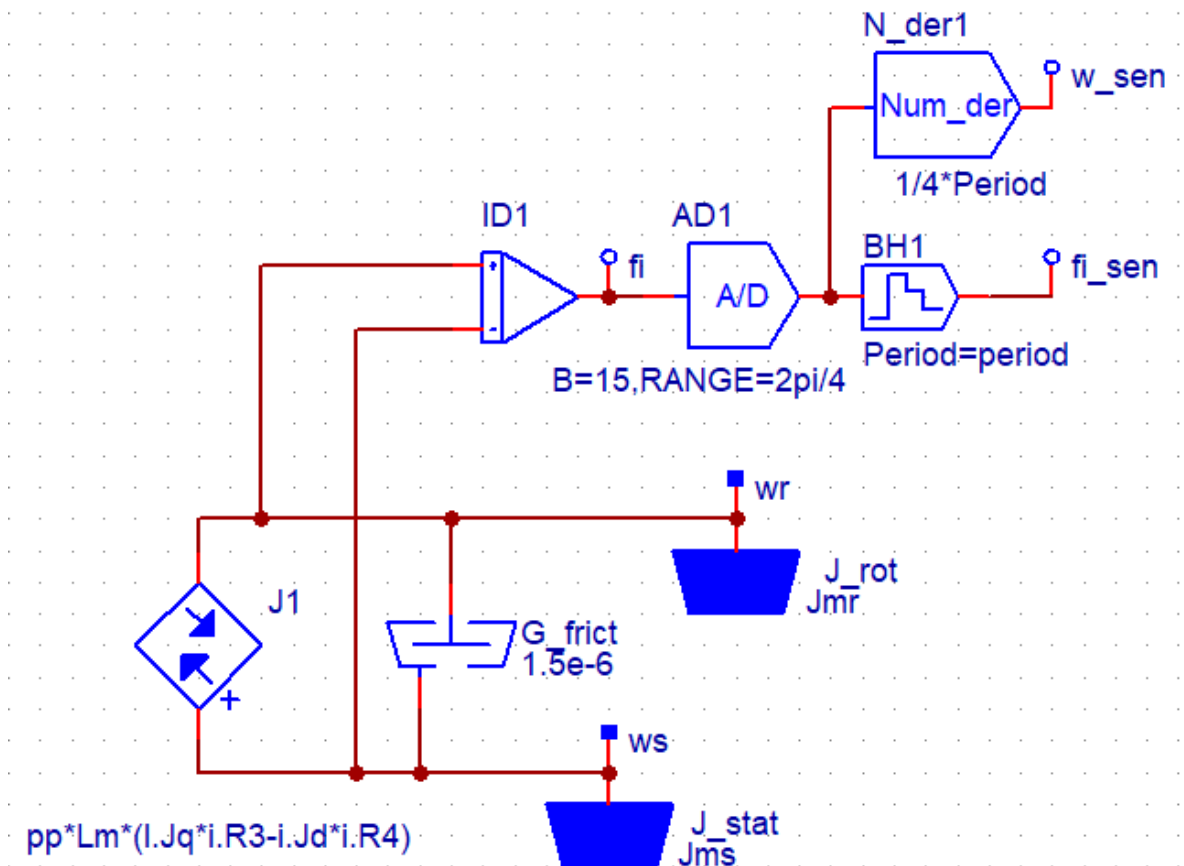 N_der1
w_sen
Num_der
1/4*Period
ID1
AD1
BH1
fi
fi_sen
+
A/D
-
Period=period
B=15,RANGE=2pi/4
wr
J_rot
Jmr
J1
G_frict
1.5e-6
+
ws
J_stat
Jms
pp*Lm*(I.Jq*i.R3-i.Jd*i.R4)